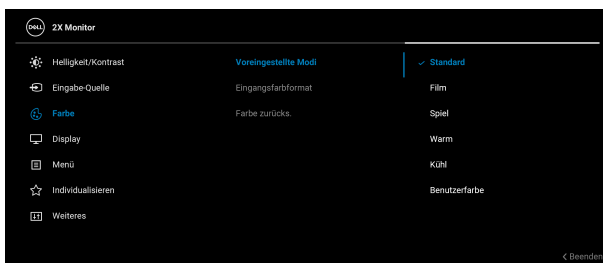 DELL 2X Monitor
Helligkeit/Kontrast Voreingestellte Modi Standard
Eingabe-Quelle Eingangsfarbformat Film
Farbe Farbe zurücks. Spiel
Display Warm
Menü Kühl
Individualisieren Benutzerfarbe
Weiteres
Beenden